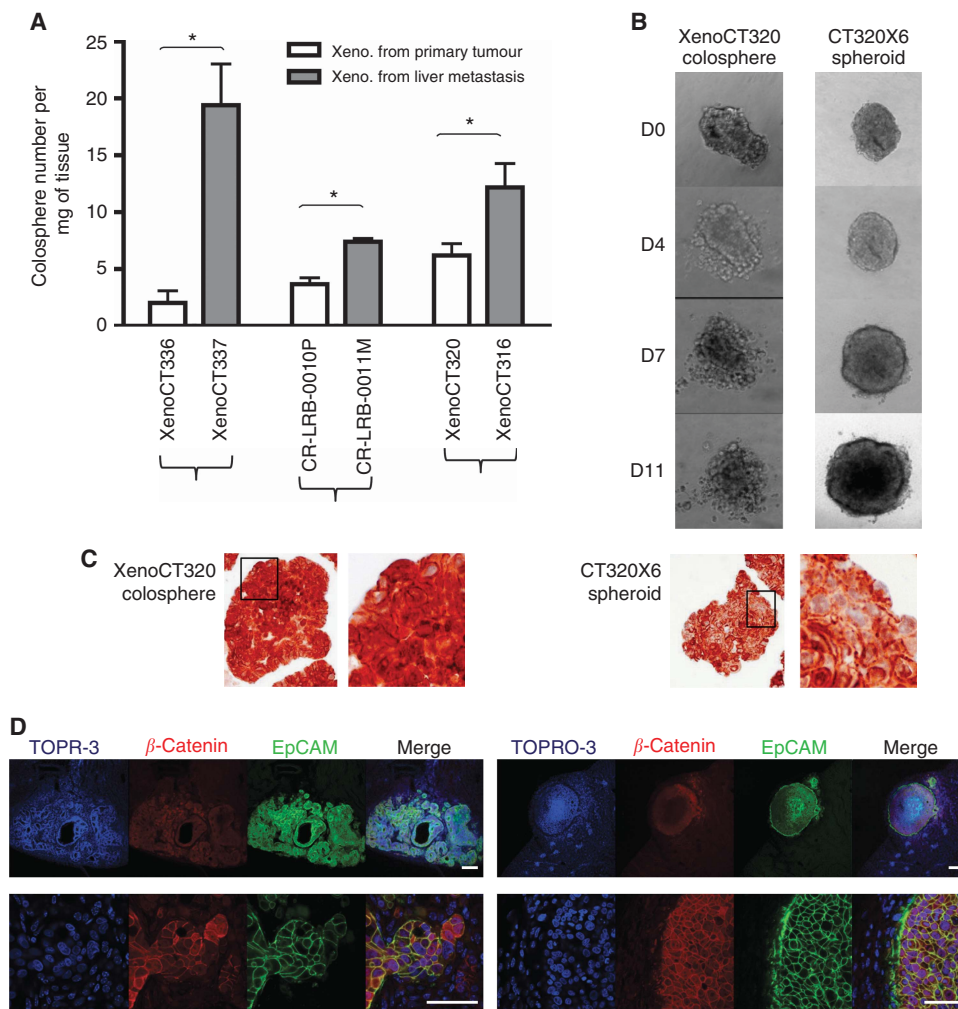 A
25
20
15
10
5
0
Colosphere number per
mg of tissue
*
*
*
Xeno. from primary tumour
Xeno. from liver metastasis
XenoCT336
XenoCT337
CR-LRB-0010P
CR-LRB-0011M
XenoCT320
XenoCT316
B
XenoCT320
colosphere
CT320X6
spheroid
D0
D4
D7
D11
C
XenoCT320
colosphere
CT320X6
spheroid
D
TOPR-3 β-Catenin EpCAM Merge
TOPRO-3 β-Catenin EpCAM Merge